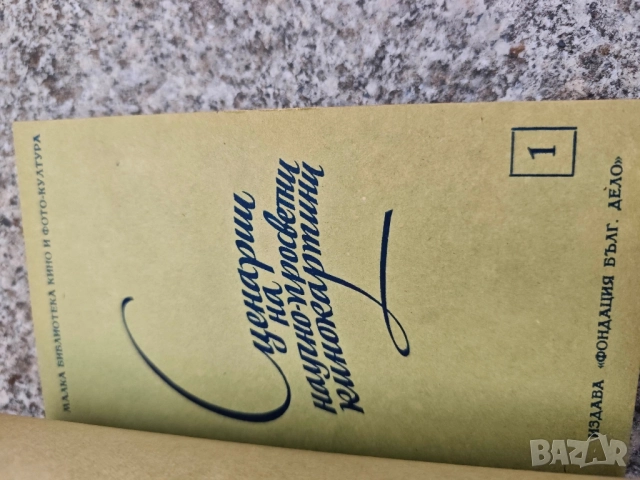 МАЛКА БИБЛИОТЕКА КИНО И ФОТО-КУЛТУРА
Сценарии
на
научно-просветни
кинокартини
1
ИЗДАВА «ФОНДАЦИЯ БЪЛГ. ДЕЛО»
BAZAR